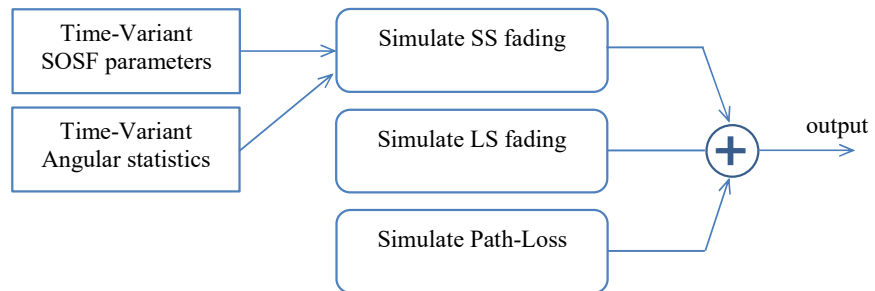 Time-Variant
SOSF parameters
Time-Variant
Angular statistics
Simulate SS fading
Simulate LS fading
Simulate Path-Loss
+
output